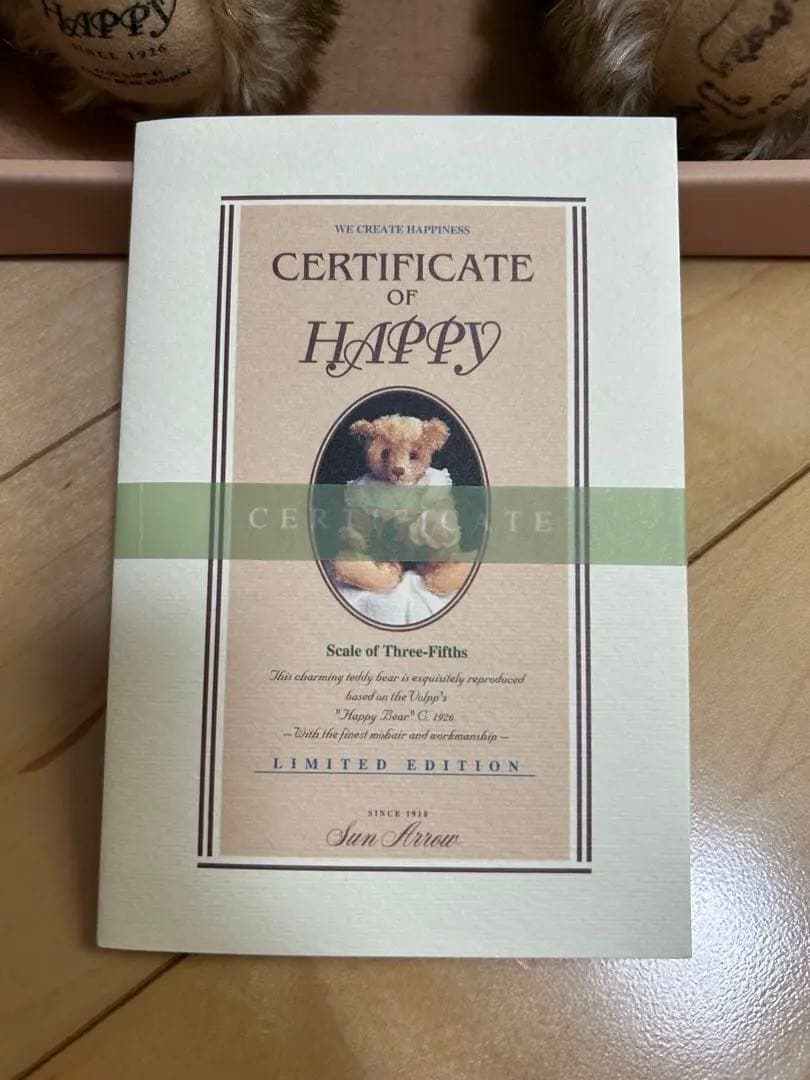 HAPPY
SINCE 1926
WE CREATE HAPPINESS
CERTIFICATE
OF
HAPPY
CERTIFICATE
Scale of Three-Fifths
This charming teddy bear is exquisitely reproduced
based on the Volpp's
"Happy Bear" C. 1926
—With the finest mohair and workmanship—
LIMITED EDITION
SINCE 1918
Sun Arrow